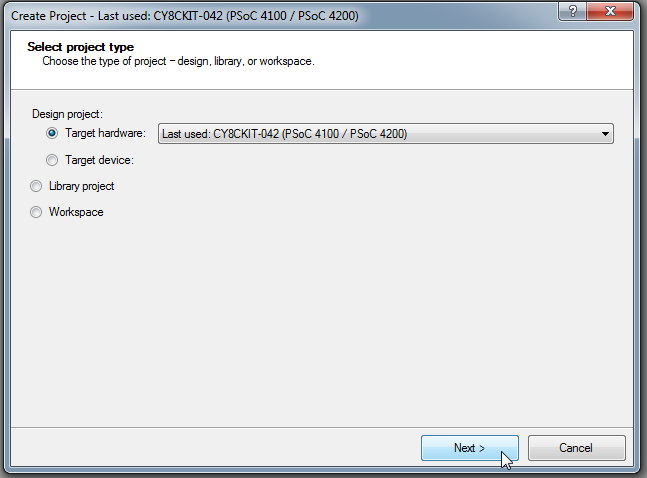 Create Project - Last used: CY8CKIT-042 (PSoC 4100 / PSoC 4200)
?
Select project type
Choose the type of project - design, library, or workspace.
Design project:
Target hardware: Last used: CY8CKIT-042 (PSoC 4100 / PSoC 4200)
Target device:
Library project
Workspace
Next > Cancel